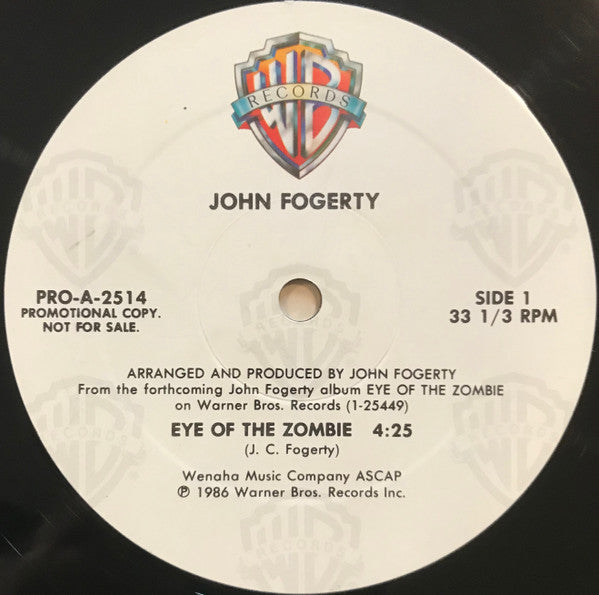 WB
RECORDS
JOHN FOGERTY
PRO-A-2514
PROMOTIONAL COPY.
NOT FOR SALE.
SIDE 1
33 1/3 RPM
ARRANGED AND PRODUCED BY JOHN FOGERTY
From the forthcoming John Fogerty album EYE OF THE ZOMBIE
on Warner Bros. Records (1-25449)
EYE OF THE ZOMBIE 4:25
(J. C. Fogerty)
Wenaha Music Company ASCAP
℗ 1986 Warner Bros. Records Inc.